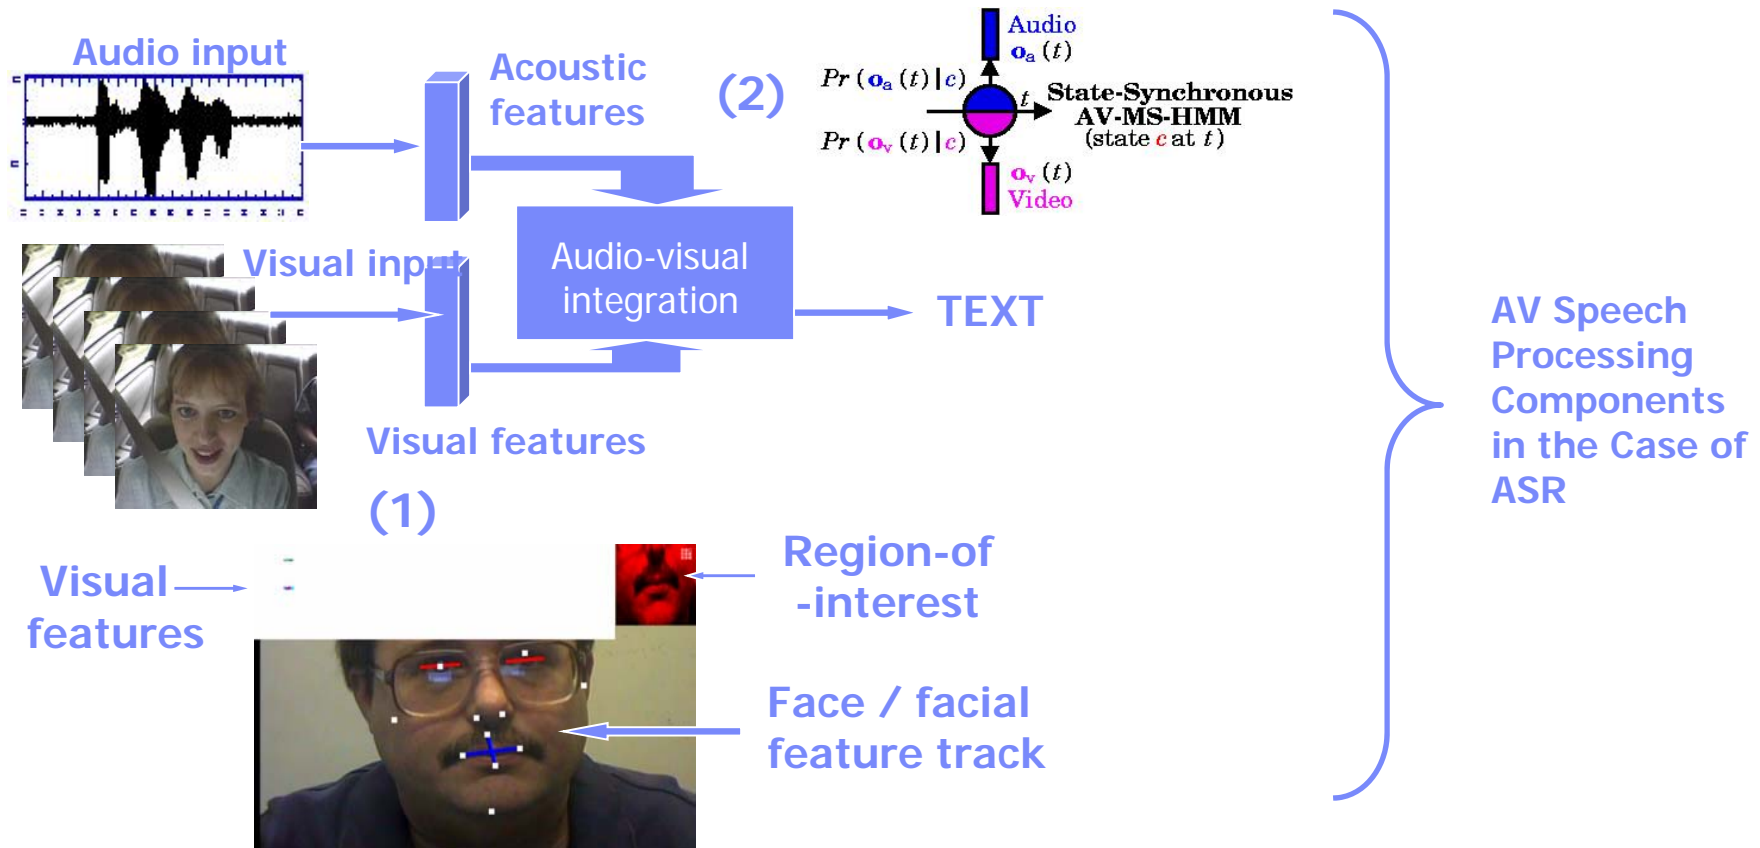 Audio input
Acoustic
features
(2)
Audio
oₐ (t)
Pr (oₐ (t) | c)
t
State-Synchronous
AV-MS-HMM
(state c at t)
Pr (oᵥ (t) | c)
oᵥ (t)
Video
Visual input
Audio-visual
integration
TEXT
Visual features
(1)
Visual
features
Region-of
-interest
Face / facial
feature track
AV Speech
Processing
Components
in the Case of
ASR